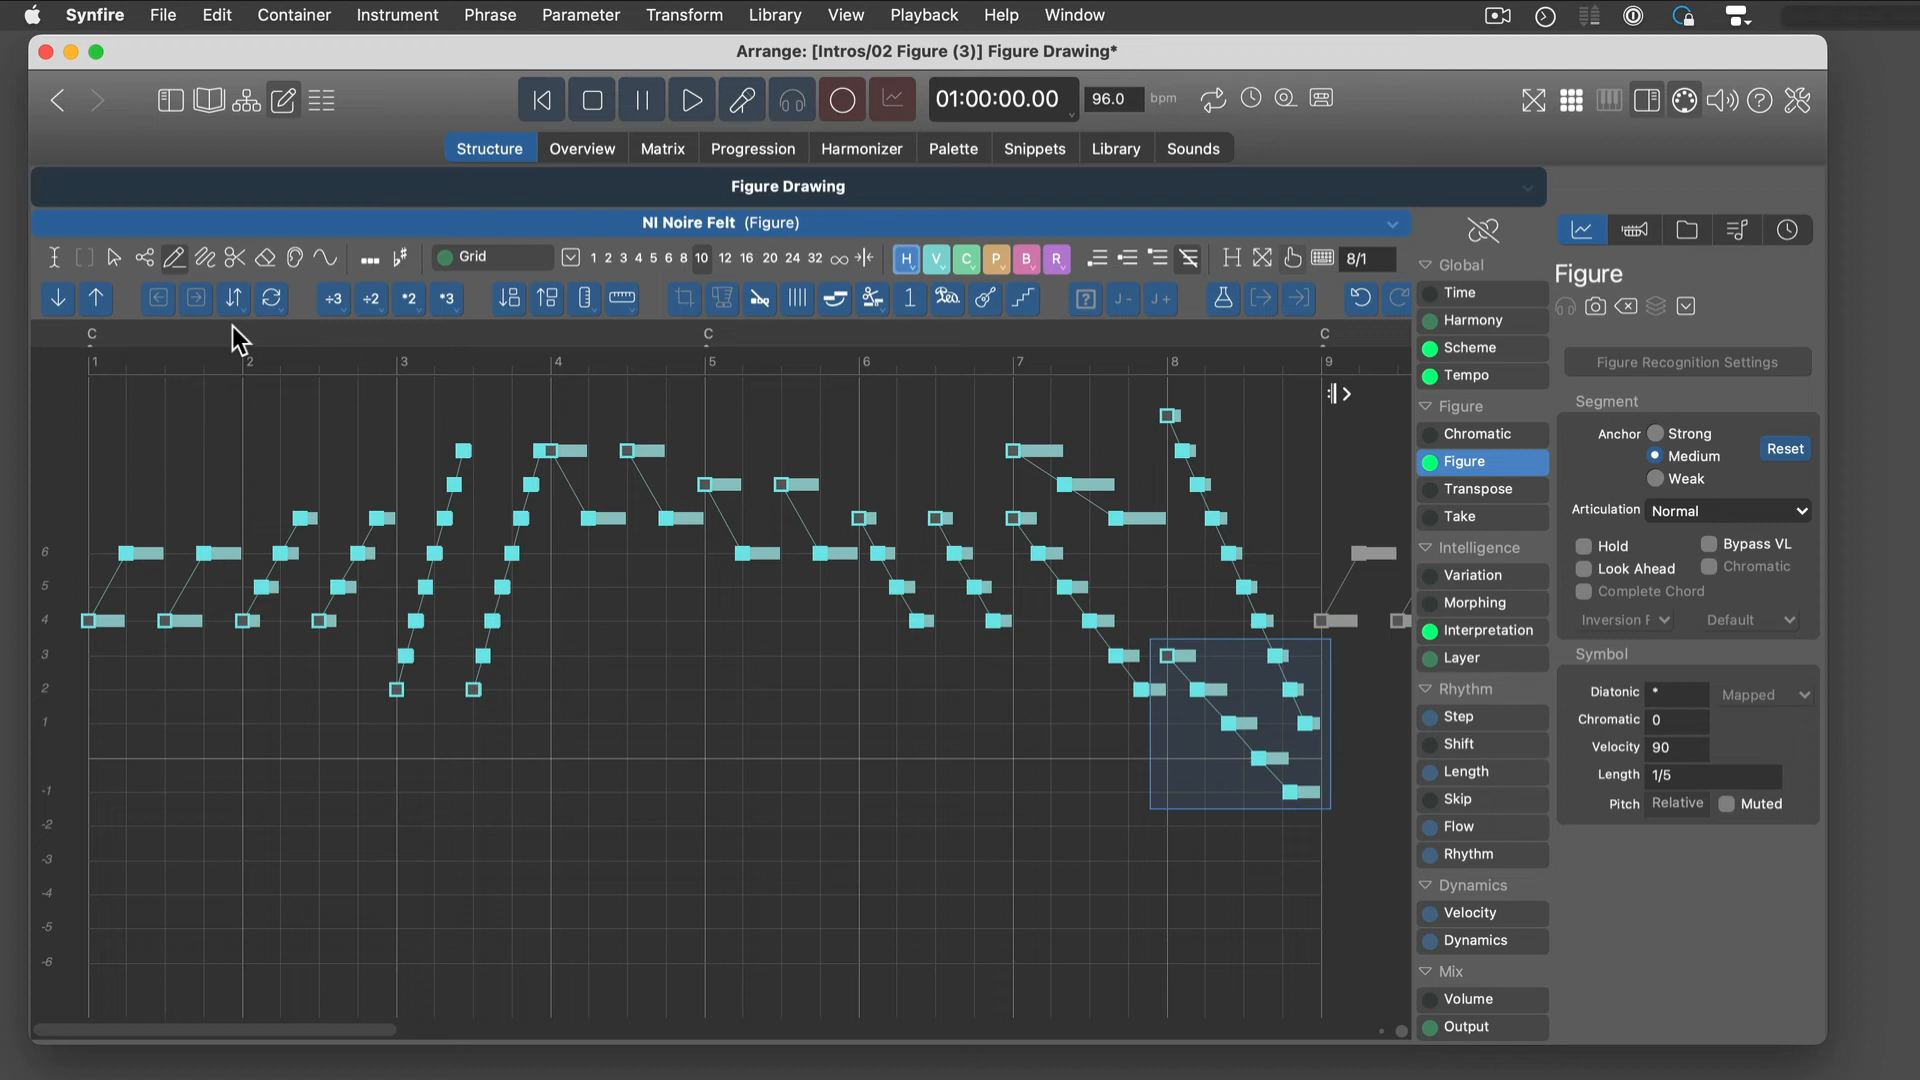 Synfire File Edit Container Instrument Phrase Parameter Transform Library View Playback Help Window
Arrange: [Intros/02 Figure (3)] Figure Drawing*
01:00:00.00 96.0 bpm
Structure Overview Matrix Progression Harmonizer Palette Snippets Library Sounds
Figure Drawing
NI Noire Felt (Figure)
Grid 1 2 3 4 5 6 8 10 12 16 20 24 32 ∞ H V C P B R 8/1
÷3 ÷2 *2 *3 1 J - J +
C C C
1 2 3 4 5 6 7 8 9
6
5
4
3
2
1
-1
-2
-3
-4
-5
-6
Global
Time
Harmony
Scheme
Tempo
Figure
Chromatic
Figure
Transpose
Take
Intelligence
Variation
Morphing
Interpretation
Layer
Rhythm
Step
Shift
Length
Skip
Flow
Rhythm
Dynamics
Velocity
Dynamics
Mix
Volume
Output
Figure
Figure Recognition Settings
Segment
Anchor Strong
Medium Reset
Weak
Articulation Normal
Hold Bypass VL
Look Ahead Chromatic
Complete Chord
Inversion F Default
Symbol
Diatonic * Mapped
Chromatic 0
Velocity 90
Length 1/5
Pitch Relative Muted